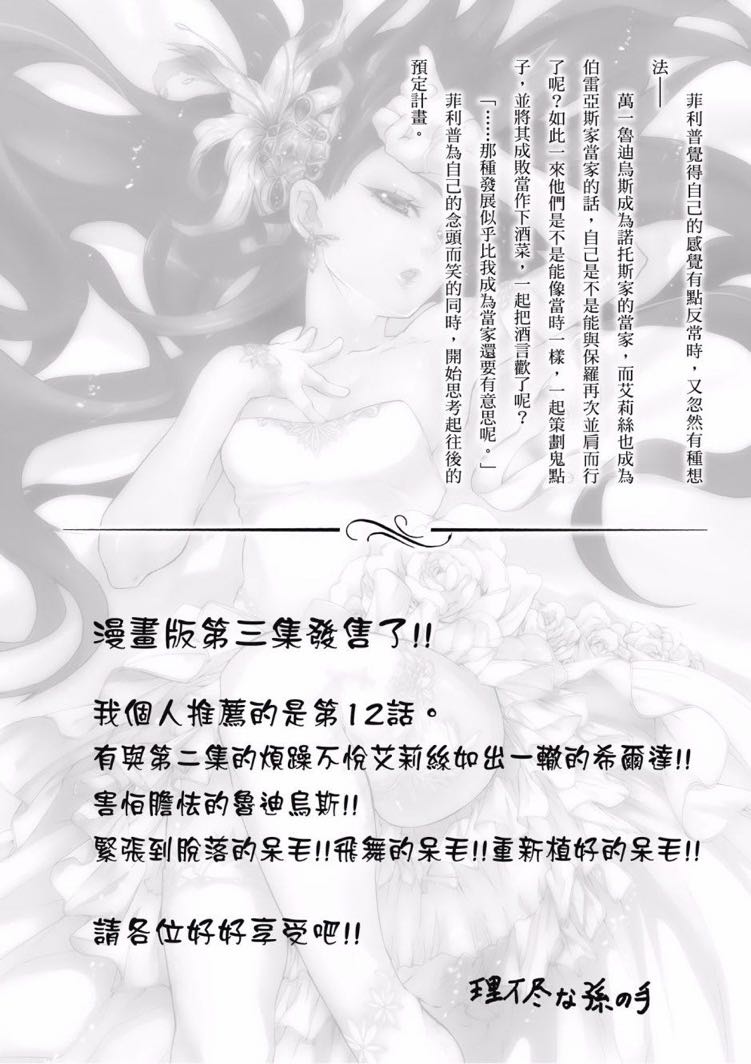 菲利普覺得自己的感覺有點反常時，又忽然有種想
法——
萬一魯迪烏斯成為諾托斯家的當家，而艾莉絲也成為
伯雷亞斯家當家的話，自己是不是能與保羅再次並肩而行
了呢？如此一來他們是不是能像當時一樣，一起策劃鬼點
子，並將其成敗當作下酒菜，一起把酒言歡了呢？
「……那種發展似乎比我成為當家還要有意思呢。」
菲利普為自己的念頭而笑的同時，開始思考起往後的
預定計畫。
漫畫版第三集發售了!!
我個人推薦的是第12話。
有與第二集的煩躁不悅艾莉絲如出一轍的希爾達!!
害怕膽怯的魯迪烏斯!!
緊張到脫落的呆毛!!飛舞的呆毛!!重新植好的呆毛!!
請各位好好享受吧!!
理不尽な孫の手